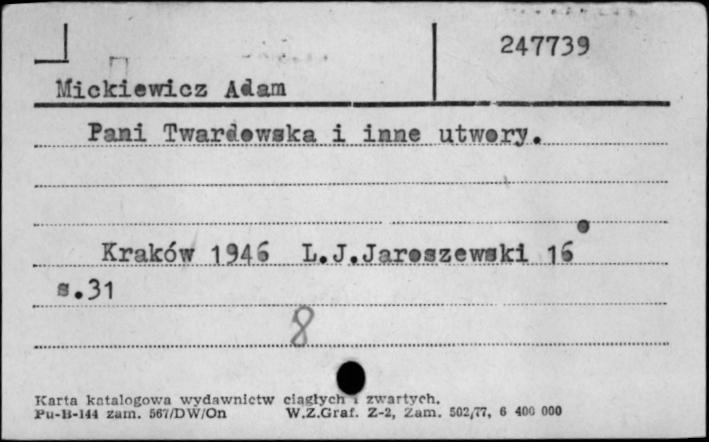 247739
Mickiewicz Adam
Pani Twardowska i inne utwory.
Kraków 1946 L.J.Jaroszewski 16°
s.31
8
Karta katalogowa wydawnictw ciągłych i zwartych.
Pu-B-144 zam. 567/DW/On W.Z.Graf. Z-2, Zam. 502/77, 6 400 000